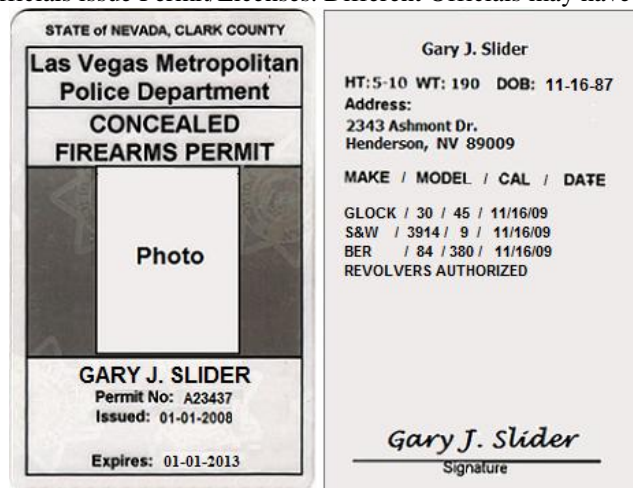 officials issue Permit/Licenses. Different Officials may have
STATE of NEVADA, CLARK COUNTY
Las Vegas Metropolitan
Police Department
CONCEALED
FIREARMS PERMIT
Photo
GARY J. SLIDER
Permit No: A23437
Issued: 01-01-2008
Expires: 01-01-2013
Gary J. Slider
HT:5-10 WT: 190 DOB: 11-16-87
Address:
2343 Ashmont Dr.
Henderson, NV 89009
MAKE / MODEL / CAL / DATE
GLOCK / 30 / 45 / 11/16/09
S&W / 3914 / 9 / 11/16/09
BER / 84 / 380 / 11/16/09
REVOLVERS AUTHORIZED
Gary J. Slider
Signature